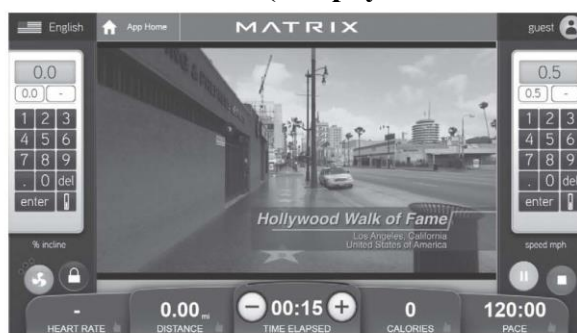 English
App Home
MATRIX
guest
0.0
0.0 -
1 2 3
4 5 6
7 8 9
. 0 del
enter
% incline
0.5
0.5 -
1 2 3
4 5 6
7 8 9
. 0 del
enter
speed mph
Hollywood Walk of Fame
Los Angeles, California
United States of America
-
HEART RATE
0.00 mi
DISTANCE
00:15
TIME ELAPSED
0
CALORIES
120:00
PACE